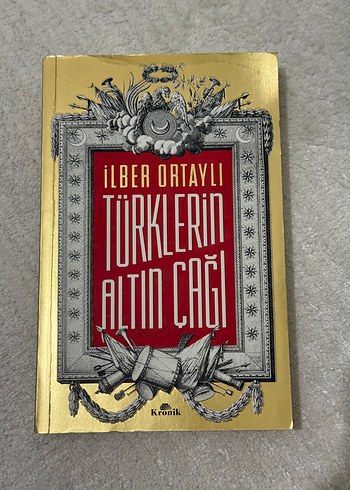 İLBER ORTAYLI
TÜRKLERİN
ALTIN ÇAĞI
Kronik